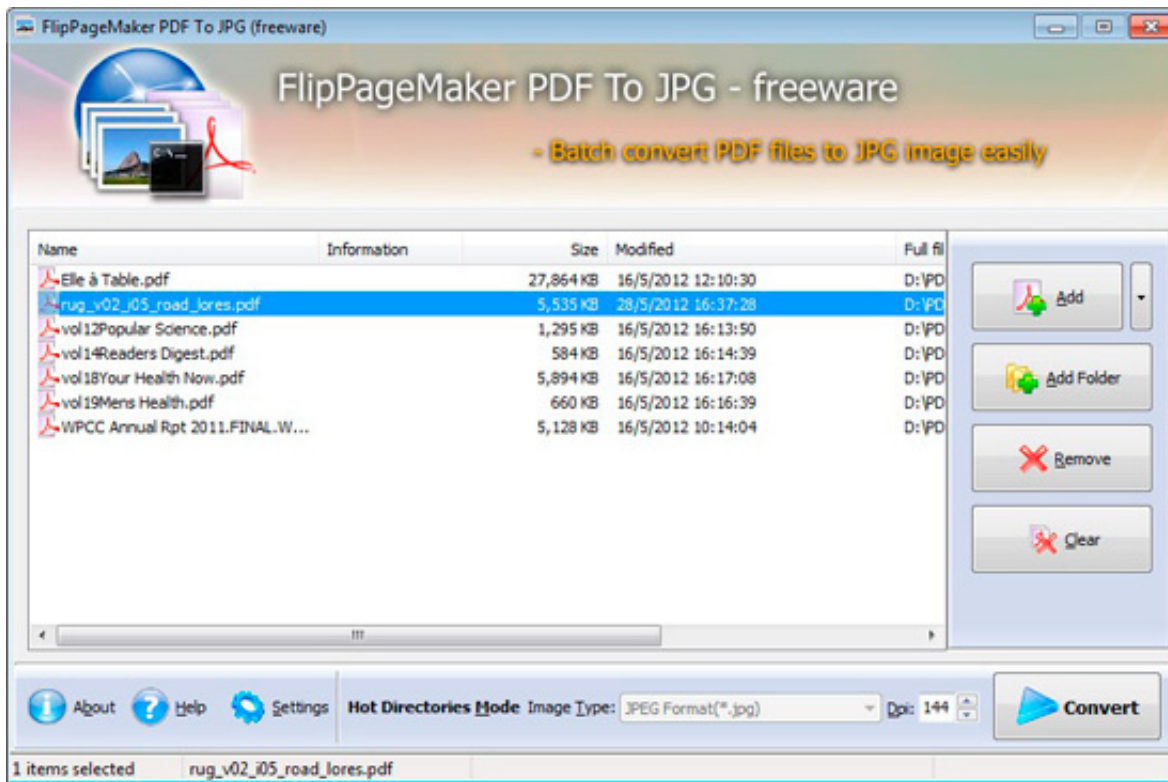 FlipPageMaker PDF To JPG (freeware)
FlipPageMaker PDF To JPG - freeware
- Batch convert PDF files to JPG image easily
Name Information Size Modified Full fil
Elle à Table.pdf 27,864 KB 16/5/2012 12:10:30 D:\PD
rug_v02_i05_road_lores.pdf 5,535 KB 28/5/2012 16:37:28 D:\PD
vol12Popular Science.pdf 1,295 KB 16/5/2012 16:13:50 D:\PD
vol14Readers Digest.pdf 584 KB 16/5/2012 16:14:39 D:\PD
vol18Your Health Now.pdf 5,894 KB 16/5/2012 16:17:08 D:\PD
vol19Mens Health.pdf 660 KB 16/5/2012 16:16:39 D:\PD
WPCC Annual Rpt 2011.FINAL.W... 5,128 KB 16/5/2012 10:14:04 D:\PD
Add
Add Folder
Remove
Clear
About Help Settings Hot Directories Mode Image Type: JPEG Format(*.jpg) Dpi: 144 Convert
1 items selected rug_v02_i05_road_lores.pdf